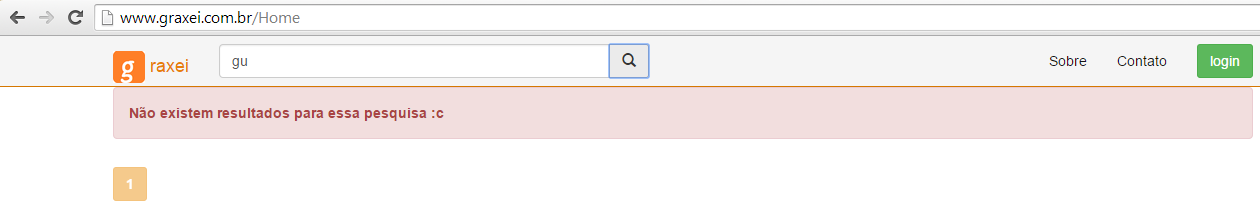 www.graxei.com.br/Home
g raxei gu Sobre Contato login
Não existem resultados para essa pesquisa :c
1